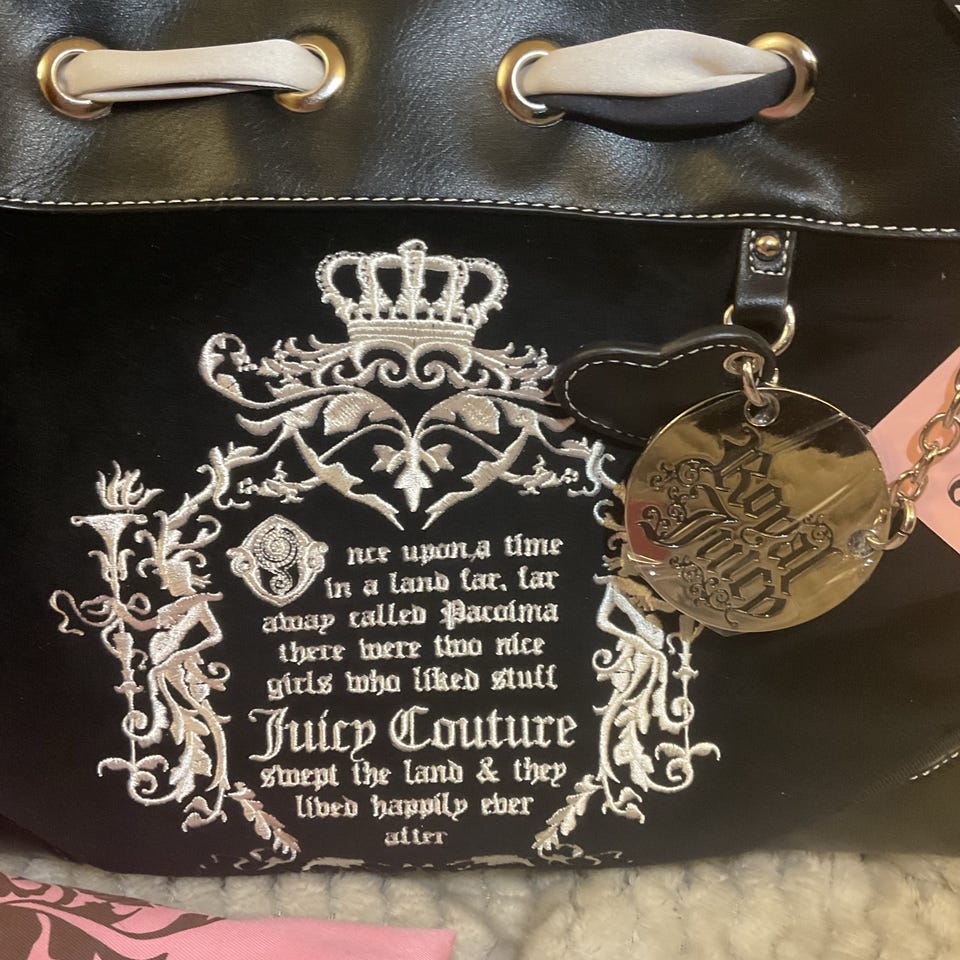 Once upon,a time
in a land far, far
away called Pacoima
there were two nice
girls who liked stuff
Juicy Couture
swept the land & they
lived happily ever
after
Royal
Juicy